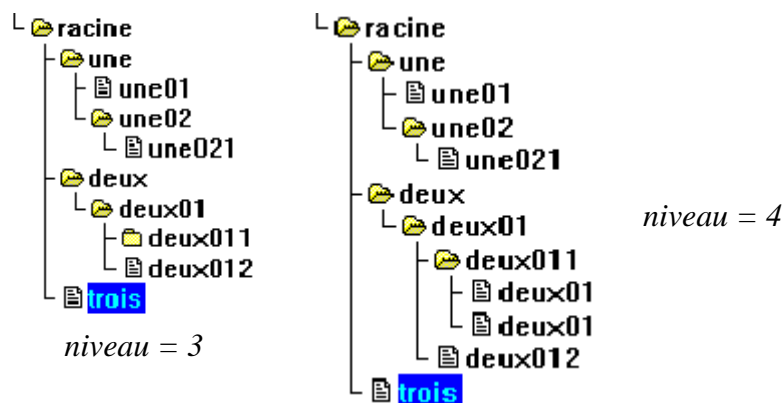 racine
une
une01
une02
une021
deux
deux01
deux011
deux012
trois
niveau = 3
racine
une
une01
une02
une021
deux
deux01
deux011
deux01
deux01
deux012
trois
niveau = 4